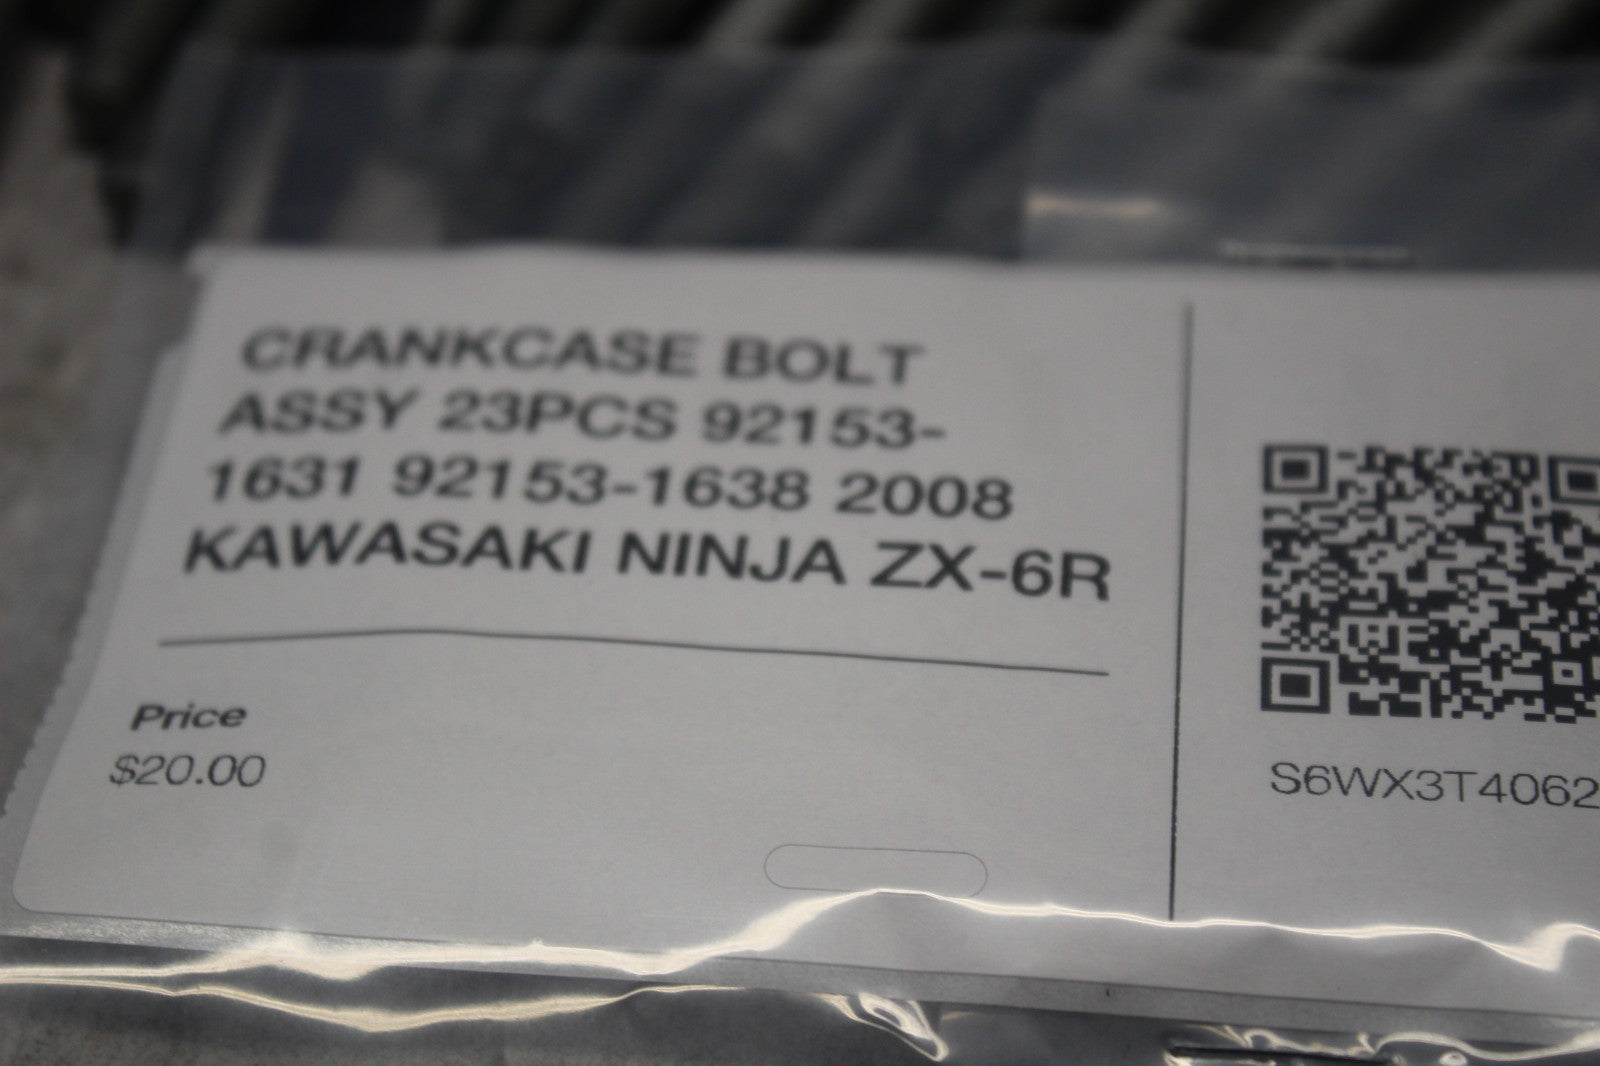 CRANKCASE BOLT
ASSY 23PCS 92153-
1631 92153-1638 2008
KAWASAKI NINJA ZX-6R
Price
$20.00
S6WX3T4062